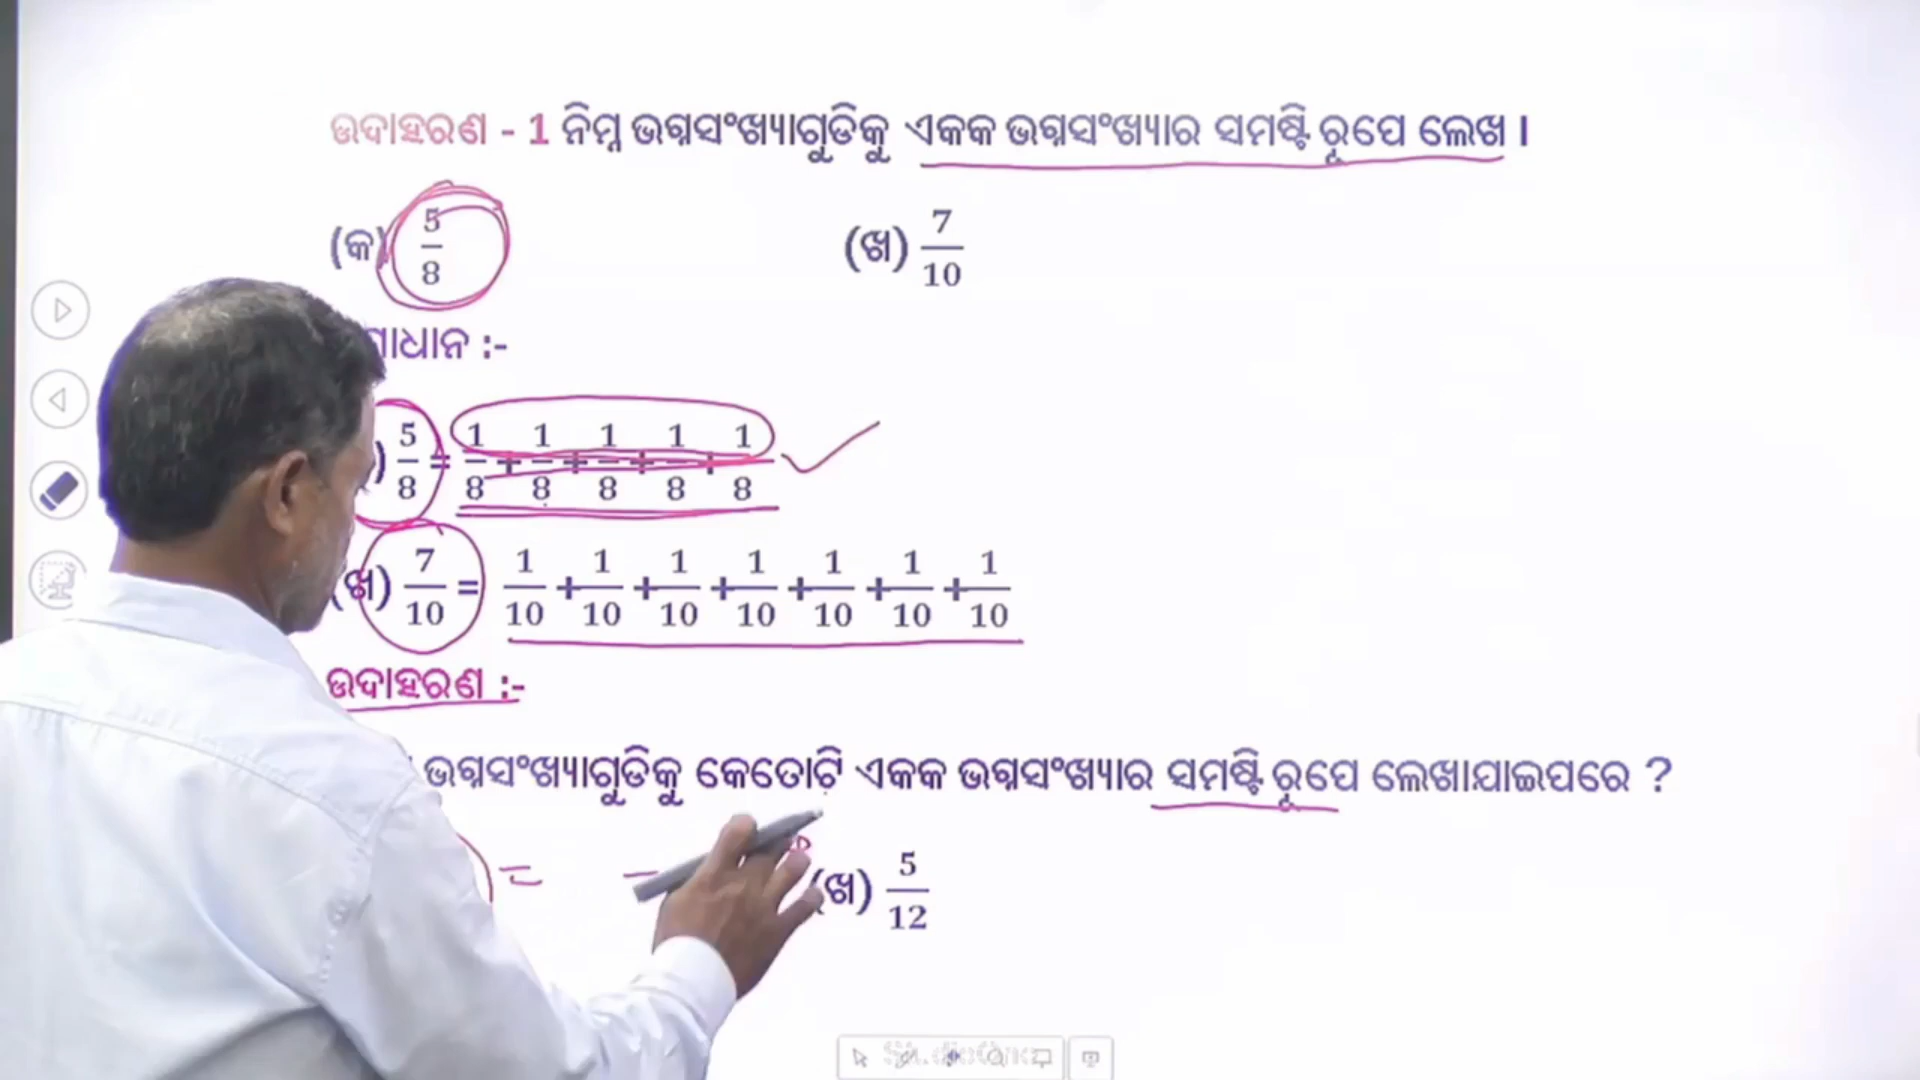 ଉଦାହରଣ - 1 ନିମ୍ନ ଭଗ୍ନସଂଖ୍ୟାଗୁଡିକୁ ଏକକ ଭଗ୍ନସଂଖ୍ୟାର ସମଷ୍ଟି ରୂପେ ଲେଖ ।
(କ) 5/8 (ଖ) 7/10
ାଧାନ :-
) 5/8 = 1/8 + 1/8 + 1/8 + 1/8 + 1/8
(ଖ) 7/10 = 1/10 + 1/10 + 1/10 + 1/10 + 1/10 + 1/10 + 1/10
ଉଦାହରଣ :-
ଭଗ୍ନସଂଖ୍ୟାଗୁଡିକୁ କେତୋଟି ଏକକ ଭଗ୍ନସଂଖ୍ୟାର ସମଷ୍ଟି ରୂପେ ଲେଖାଯାଇପରେ ?
= (ଖ) 5/12